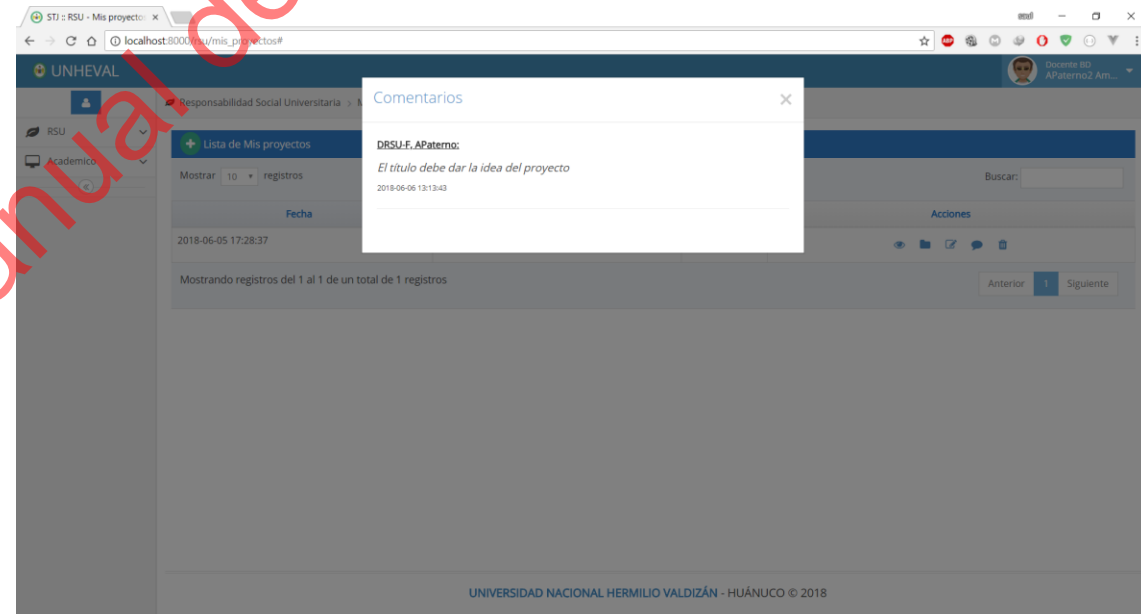 STJ :: RSU - Mis proyecto
localhost:8000/rsu/mis_proyectos#
UNHEVAL
Docente BD
APaterno2 Am...
Responsabilidad Social Universitaria
RSU
Academico
Comentarios
DRSU-F, APaterno:
El título debe dar la idea del proyecto
2018-06-06 13:13:43
Lista de Mis proyectos
Mostrar 10 registros
Buscar:
Fecha
Acciones
2018-06-05 17:28:37
Mostrando registros del 1 al 1 de un total de 1 registros
Anterior 1 Siguiente
UNIVERSIDAD NACIONAL HERMILIO VALDIZÁN - HUÁNUCO © 2018
anual de